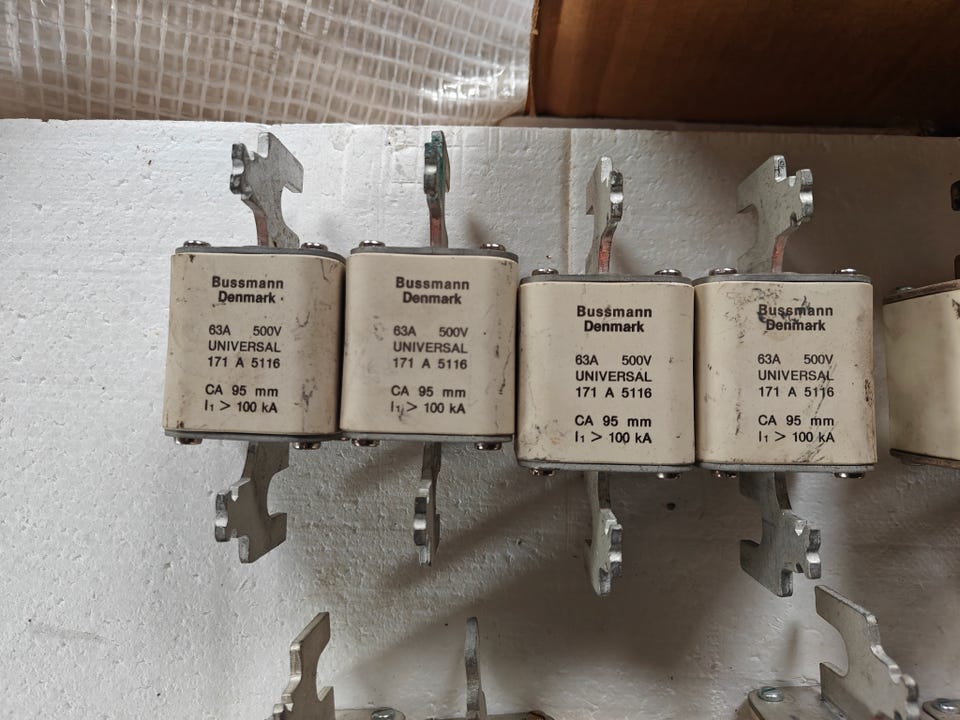 Bussmann
Denmark
63A 500V
UNIVERSAL
171 A 5116
CA 95 mm
I₁ > 100 kA
Bussmann
Denmark
63A 500V
UNIVERSAL
171 A 5116
CA 95 mm
I₁ > 100 kA
Bussmann
Denmark
63A 500V
UNIVERSAL
171 A 5116
CA 95 mm
I₁ > 100 kA
Bussmann
Denmark
63A 500V
UNIVERSAL
171 A 5116
CA 95 mm
I₁ > 100 kA